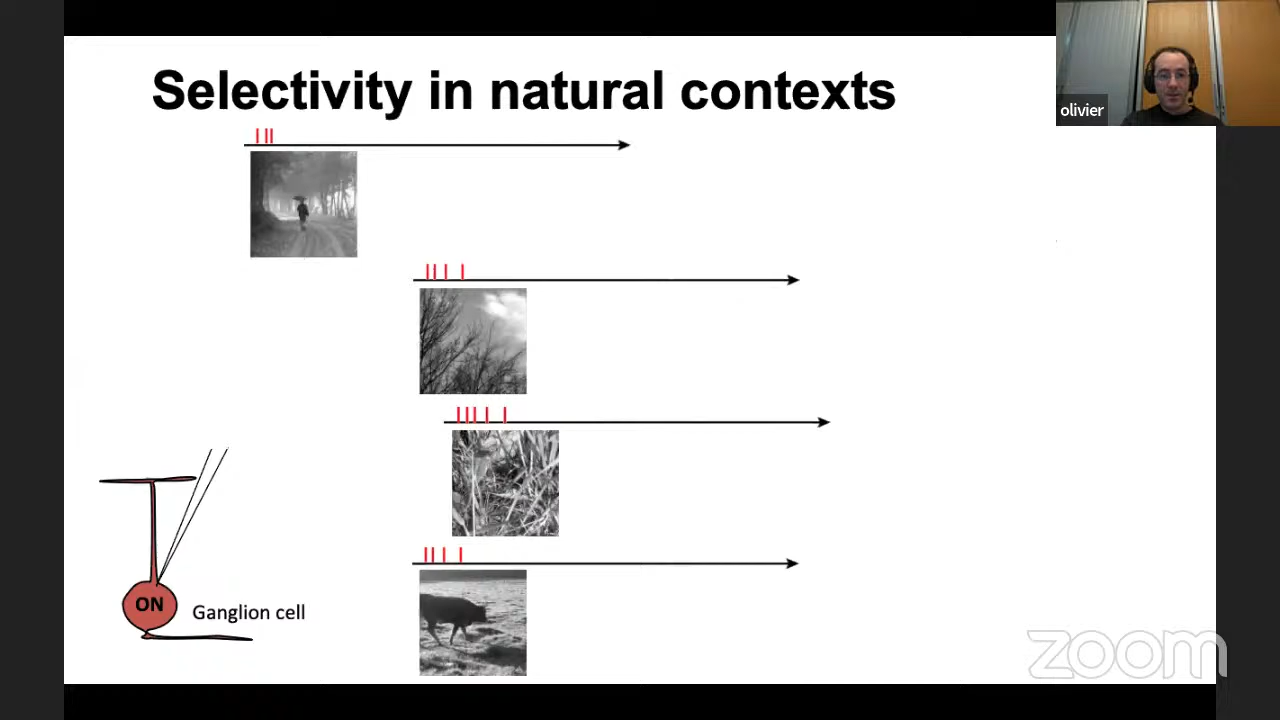 Selectivity in natural contexts
olivier
ON
Ganglion cell
zoom